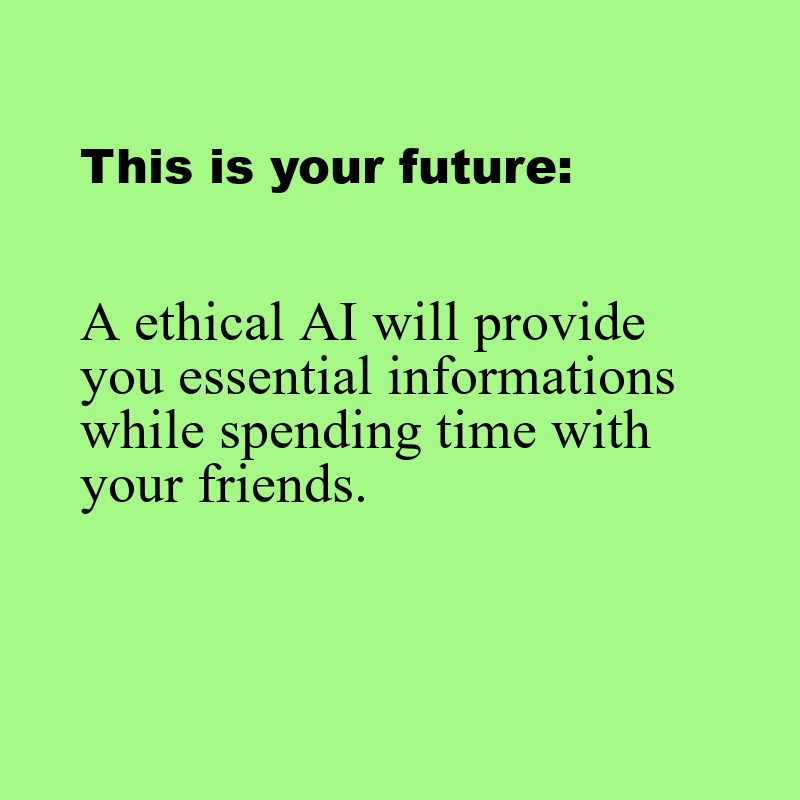 This is your future:
A ethical AI will provide
you essential informations
while spending time with
your friends.